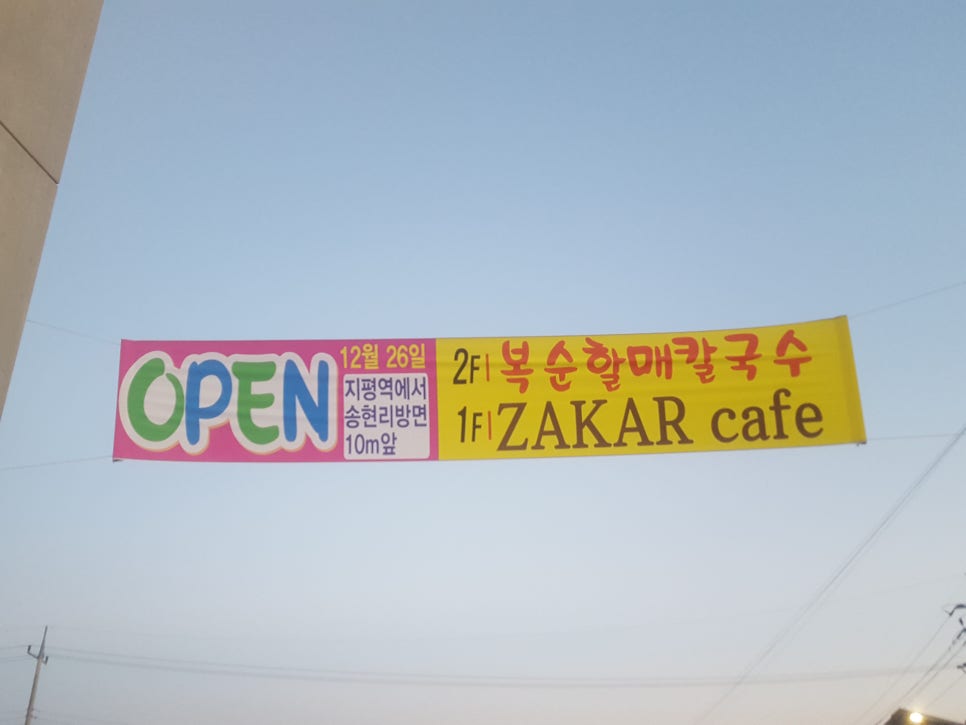 OPEN
12월 26일
지평역에서
송현리방면
10m앞
2F| 복순할매칼국수
1F| ZAKAR cafe